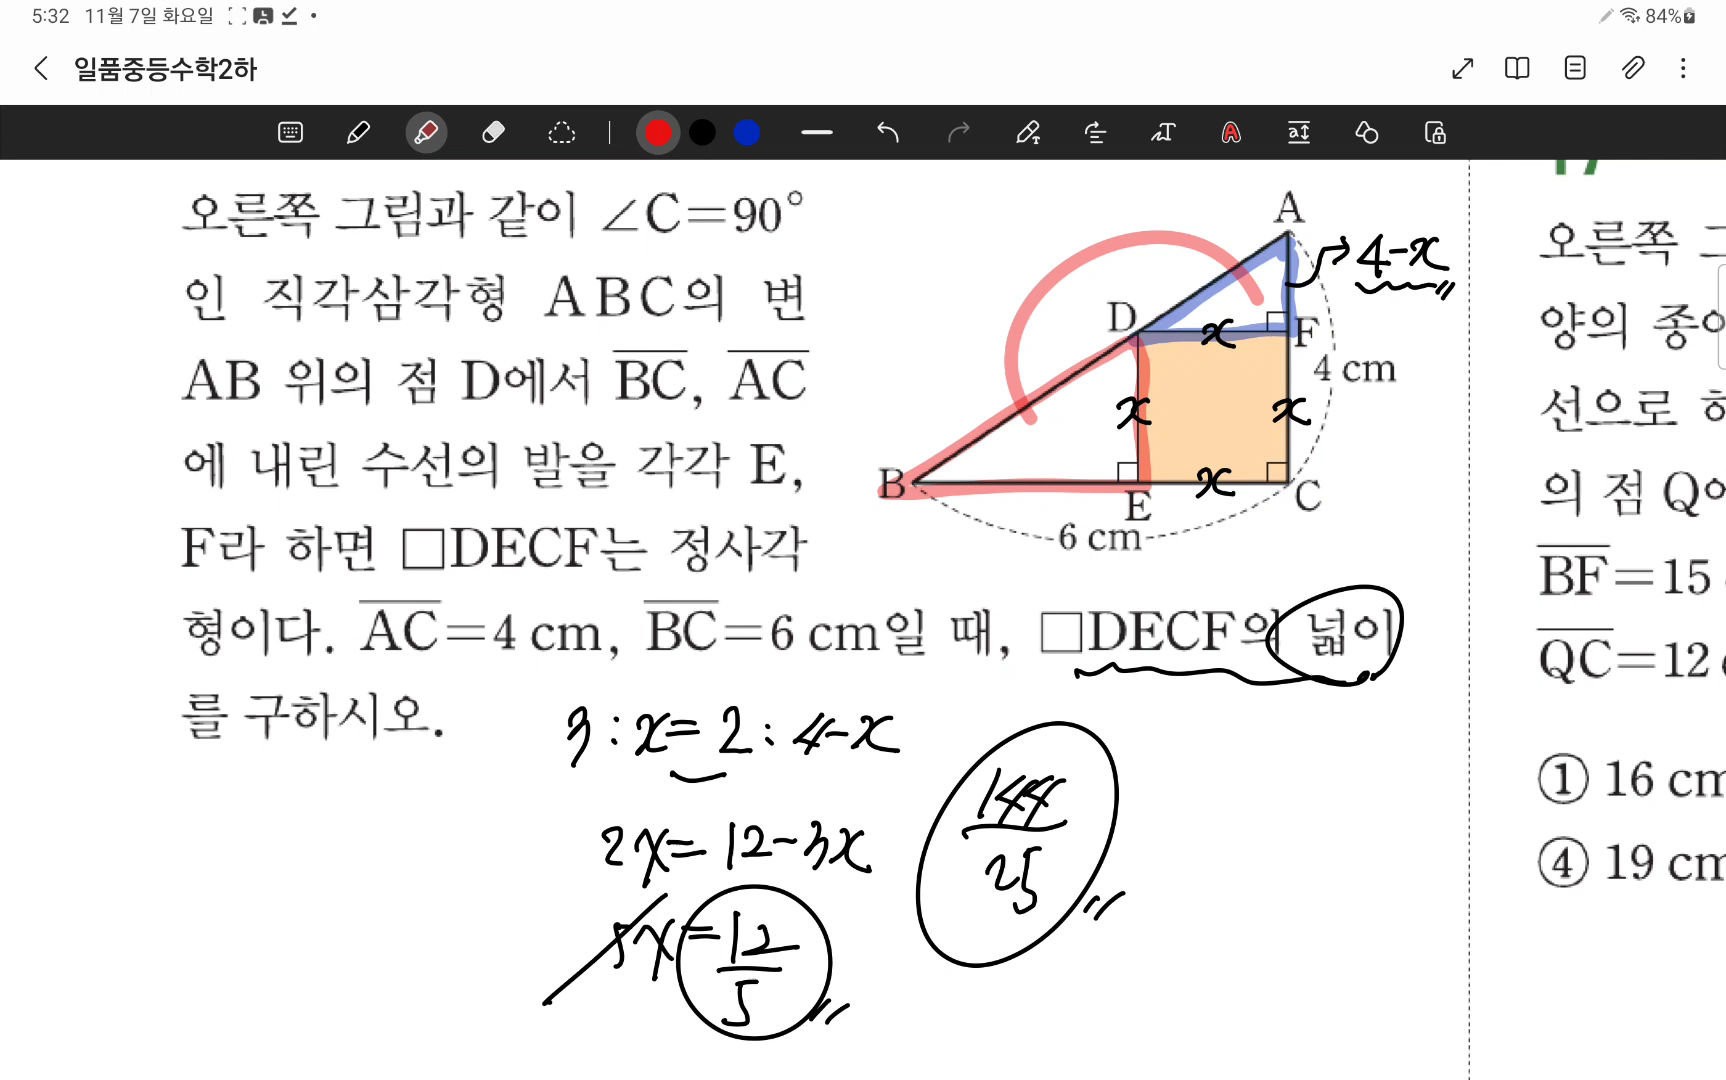 5:32 11월 7일 화요일
84%
일품중등수학2하
오른쪽 그림과 같이 ∠C=90°
인 직각삼각형 ABC의 변
AB 위의 점 D에서 BC, AC
에 내린 수선의 발을 각각 E,
F라 하면 □DECF는 정사각
형이다. AC=4 cm, BC=6 cm일 때, □DECF의 넓이
를 구하시오.
A
4-x
D
x
F
4 cm
x
x
B
x
E
C
6 cm
3 : x = 2 : 4-x
2x = 12-3x
5x = 12/5
144/25
오른쪽
양의 종이
선으로
의 점 Q에
BF=15
QC=12
① 16 cm
④ 19 cm